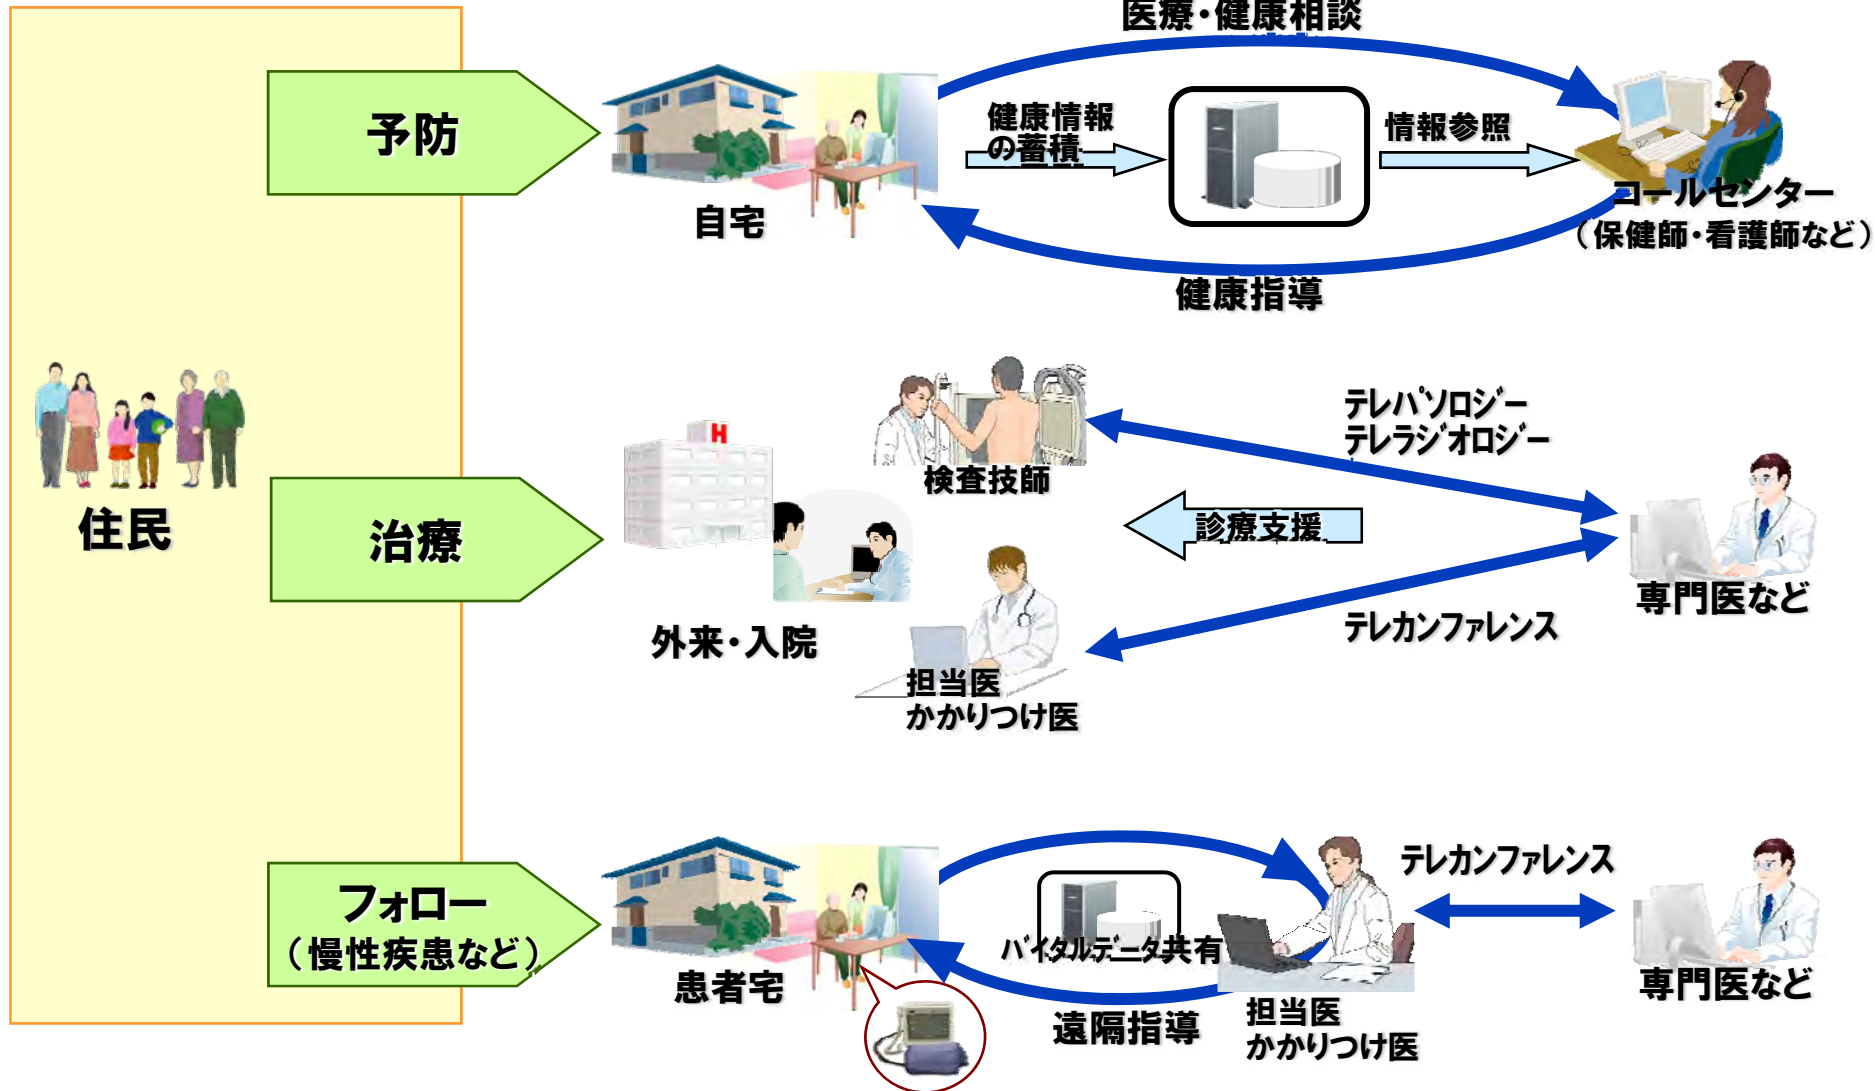 医療・健康相談
予防
健康情報
の蓄積
情報参照
自宅
コールセンター
（保健師・看護師など）
健康指導
住民
治療
H
検査技師
テレパソロジー
テレラジオロジー
診療支援
専門医など
外来・入院
テレカンファレンス
担当医
かかりつけ医
フォロー
（慢性疾患など）
患者宅
バイタルデータ共有
遠隔指導
担当医
かかりつけ医
テレカンファレンス
専門医など